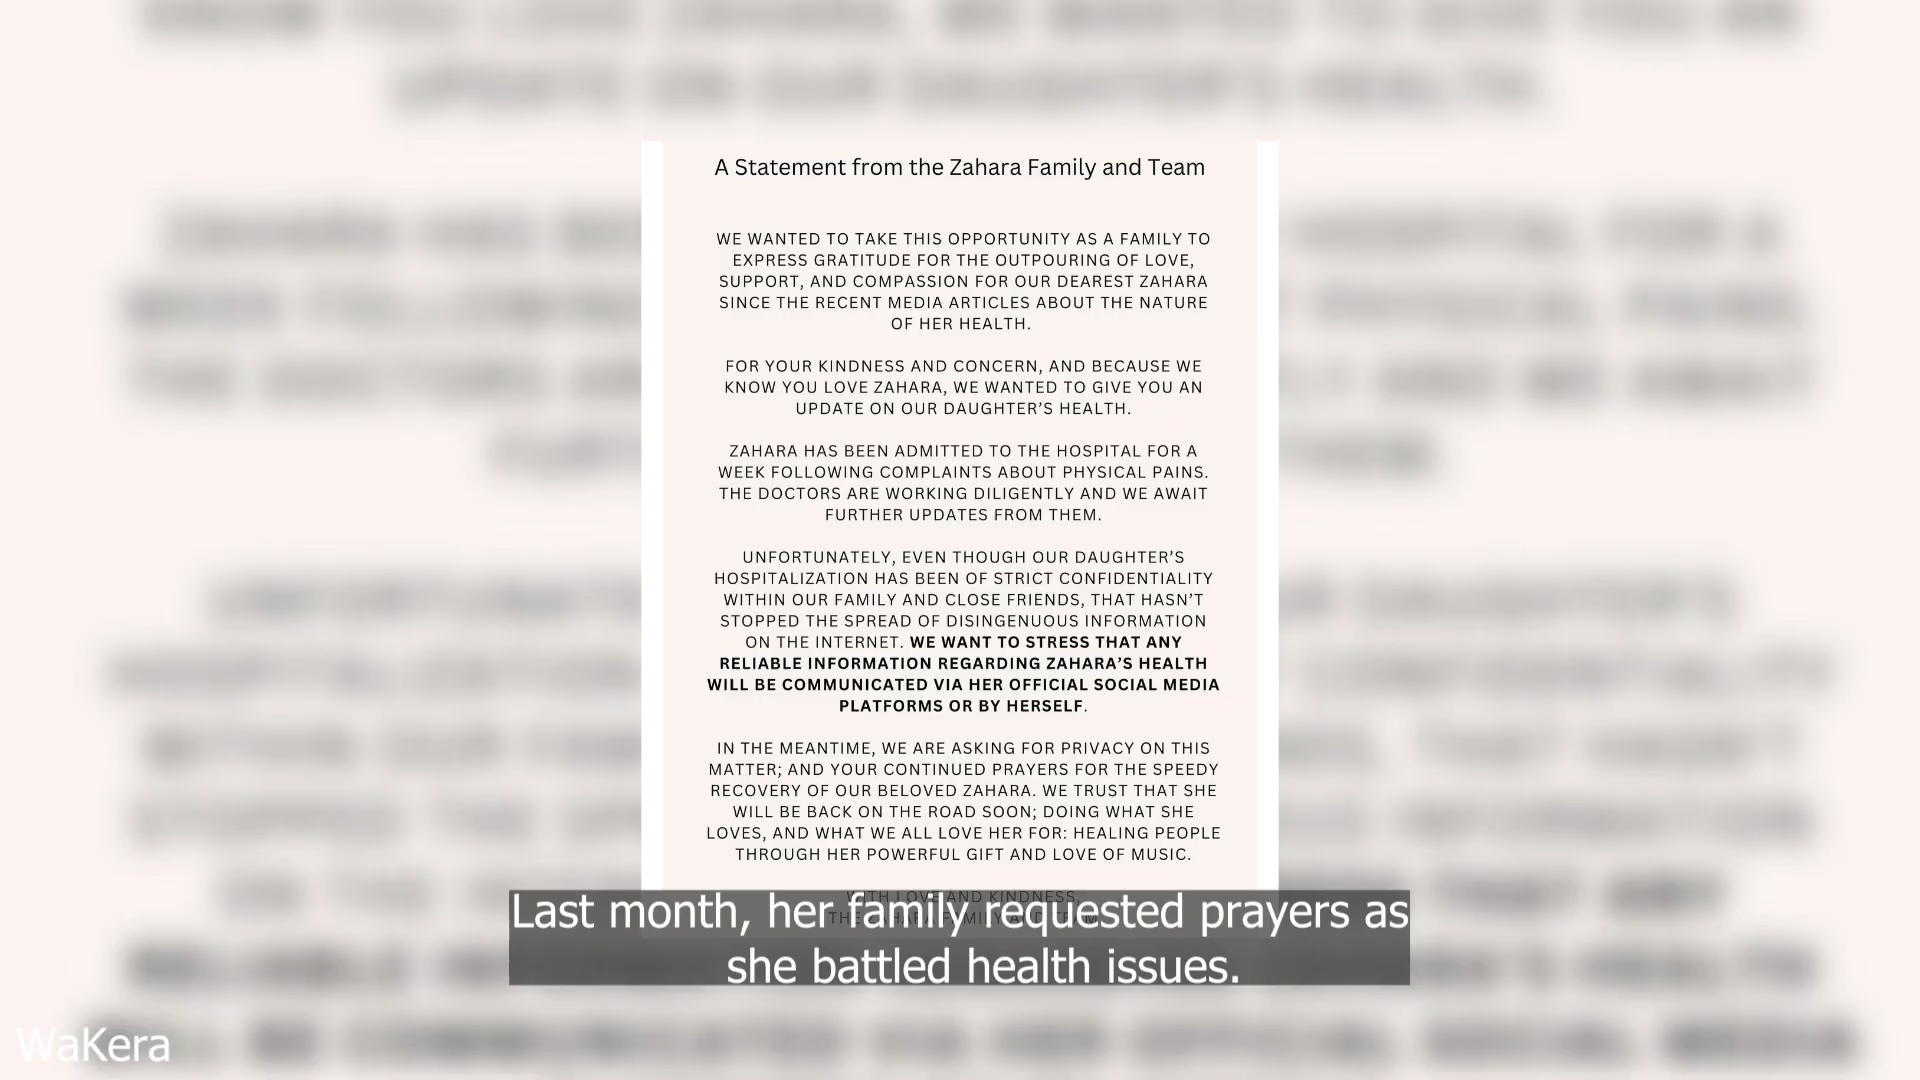 A Statement from the Zahara Family and Team
WE WANTED TO TAKE THIS OPPORTUNITY AS A FAMILY TO
EXPRESS GRATITUDE FOR THE OUTPOURING OF LOVE,
SUPPORT, AND COMPASSION FOR OUR DEAREST ZAHARA
SINCE THE RECENT MEDIA ARTICLES ABOUT THE NATURE
OF HER HEALTH.
FOR YOUR KINDNESS AND CONCERN, AND BECAUSE WE
KNOW YOU LOVE ZAHARA, WE WANTED TO GIVE YOU AN
UPDATE ON OUR DAUGHTER’S HEALTH.
ZAHARA HAS BEEN ADMITTED TO THE HOSPITAL FOR A
WEEK FOLLOWING COMPLAINTS ABOUT PHYSICAL PAINS.
THE DOCTORS ARE WORKING DILIGENTLY AND WE AWAIT
FURTHER UPDATES FROM THEM.
UNFORTUNATELY, EVEN THOUGH OUR DAUGHTER’S
HOSPITALIZATION HAS BEEN OF STRICT CONFIDENTIALITY
WITHIN OUR FAMILY AND CLOSE FRIENDS, THAT HASN’T
STOPPED THE SPREAD OF DISINGENUOUS INFORMATION
ON THE INTERNET. WE WANT TO STRESS THAT ANY
RELIABLE INFORMATION REGARDING ZAHARA’S HEALTH
WILL BE COMMUNICATED VIA HER OFFICIAL SOCIAL MEDIA
PLATFORMS OR BY HERSELF.
IN THE MEANTIME, WE ARE ASKING FOR PRIVACY ON THIS
MATTER; AND YOUR CONTINUED PRAYERS FOR THE SPEEDY
RECOVERY OF OUR BELOVED ZAHARA. WE TRUST THAT SHE
WILL BE BACK ON THE ROAD SOON; DOING WHAT SHE
LOVES, AND WHAT WE ALL LOVE HER FOR: HEALING PEOPLE
THROUGH HER POWERFUL GIFT AND LOVE OF MUSIC.
WITH LOVE AND KINDNESS,
THE ZAHARA FAMILY AND TEAM
Last month, her family requested prayers as
she battled health issues.
WaKera